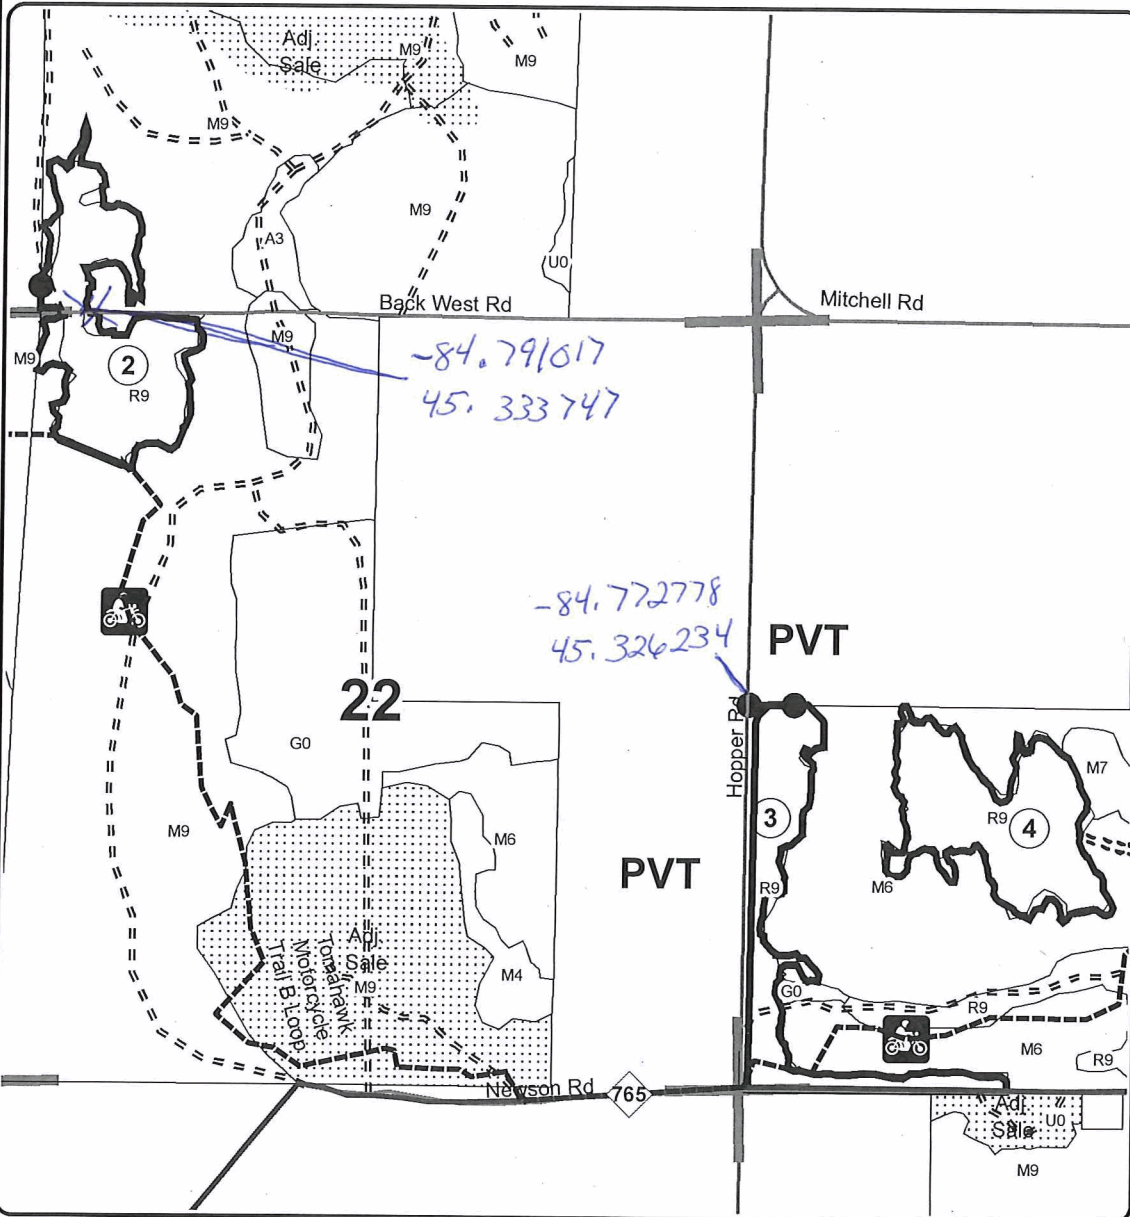 Adj
Sale
M9
M9
M9
M9
A3
U0
Back West Rd
Mitchell Rd
M9
M9
2
R9
-84.791017
45.333747
-84.772778
45.326234
PVT
22
Hopper Rd
G0
M7
3
R9
4
M9
M6
PVT
R9
M6
Adj
Sale
M9
Tomahawk
Motorcycle
Trail B Loop
M4
G0
R9
M6
R9
Newson Rd
765
Adj
Sale
U0
M9